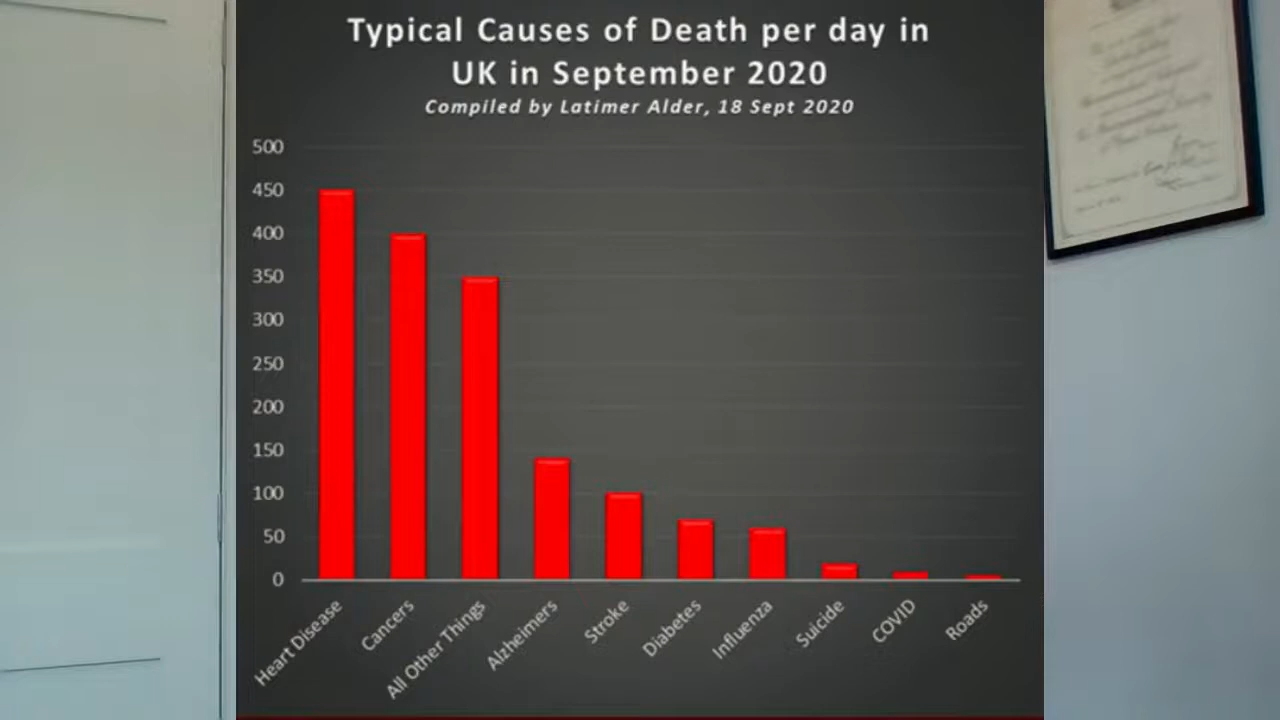 Typical Causes of Death per day in
UK in September 2020
Compiled by Latimer Alder, 18 Sept 2020
500
450
400
350
300
250
200
150
100
50
0
Heart Disease
Cancers
All Other Things
Alzheimers
Stroke
Diabetes
Influenza
Suicide
COVID
Roads